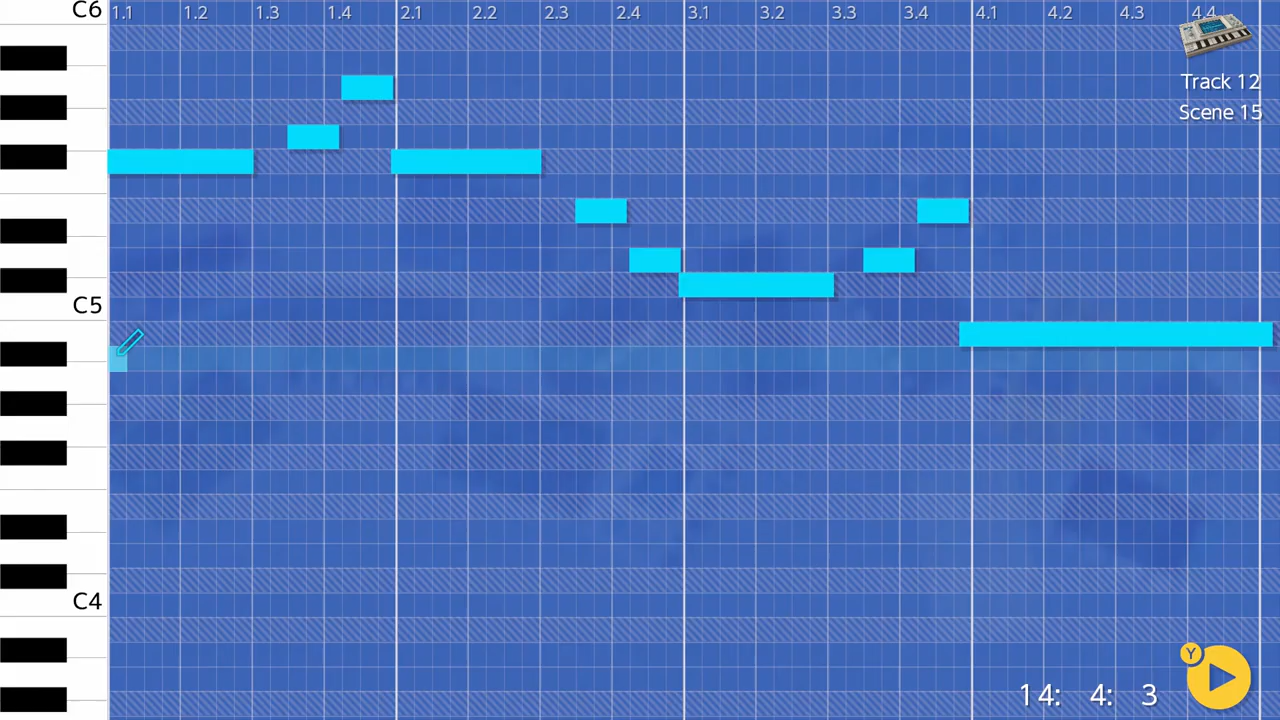 C6
1.1 1.2 1.3 1.4 2.1 2.2 2.3 2.4 3.1 3.2 3.3 3.4 4.1 4.2 4.3 4.4
Track 12
Scene 15
C5
C4
Y
14: 4: 3